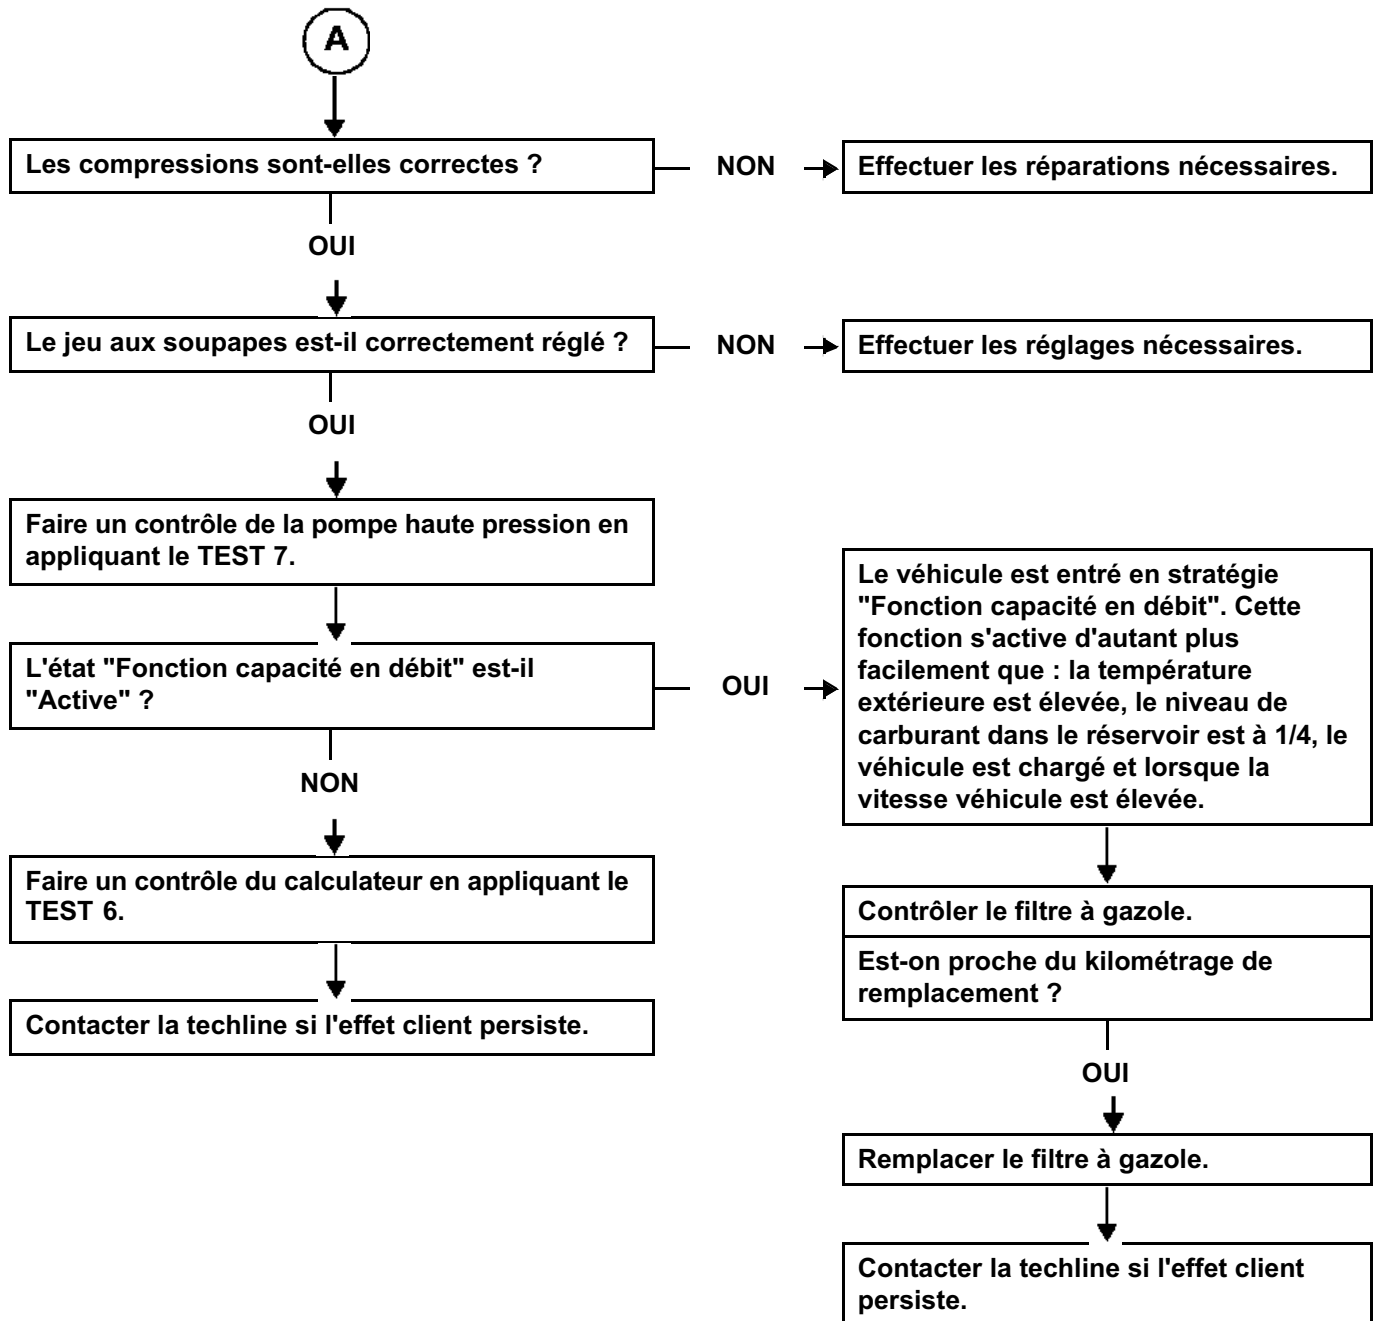 A
Les compressions sont-elles correctes ?
NON
Effectuer les réparations nécessaires.
OUI
Le jeu aux soupapes est-il correctement réglé ?
NON
Effectuer les réglages nécessaires.
OUI
Faire un contrôle de la pompe haute pression en
appliquant le TEST 7.
L'état "Fonction capacité en débit" est-il
"Active" ?
OUI
Le véhicule est entré en stratégie
"Fonction capacité en débit". Cette
fonction s'active d'autant plus
facilement que : la température
extérieure est élevée, le niveau de
carburant dans le réservoir est à 1/4, le
véhicule est chargé et lorsque la
vitesse véhicule est élevée.
NON
Faire un contrôle du calculateur en appliquant le
TEST 6.
Contacter la techline si l'effet client persiste.
Contrôler le filtre à gazole.
Est-on proche du kilométrage de
remplacement ?
OUI
Remplacer le filtre à gazole.
Contacter la techline si l'effet client
persiste.